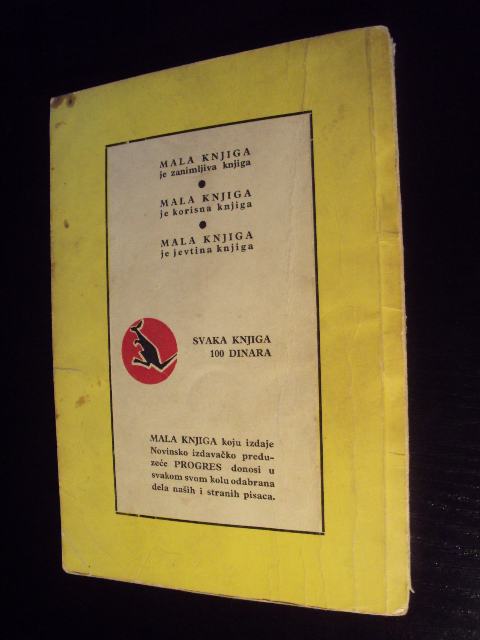 MALA KNJIGA
je zanimljiva knjiga
MALA KNJIGA
je korisna knjiga
MALA KNJIGA
je jevtina knjiga
SVAKA KNJIGA
100 DINARA
MALA KNJIGA koju izdaje
Novinsko izdavačko predu-
zeće PROGRES donosi u
svakom svom kolu odabrana
dela naših i stranih pisaca.